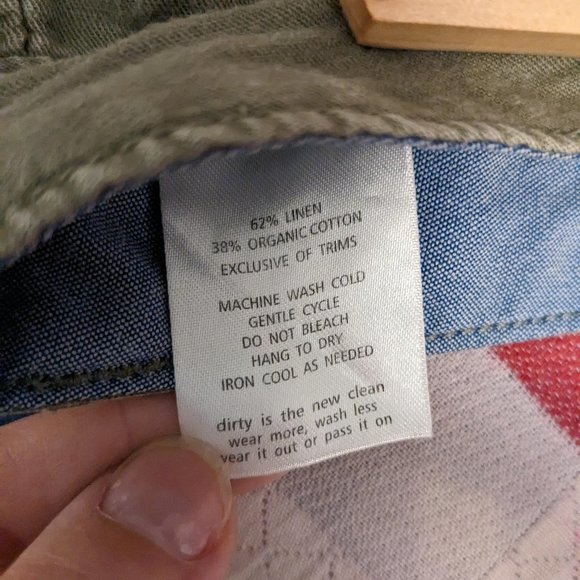 62% LINEN
38% ORGANIC COTTON
EXCLUSIVE OF TRIMS
MACHINE WASH COLD
GENTLE CYCLE
DO NOT BLEACH
HANG TO DRY
IRON COOL AS NEEDED
dirty is the new clean
wear more, wash less
wear it out or pass it on